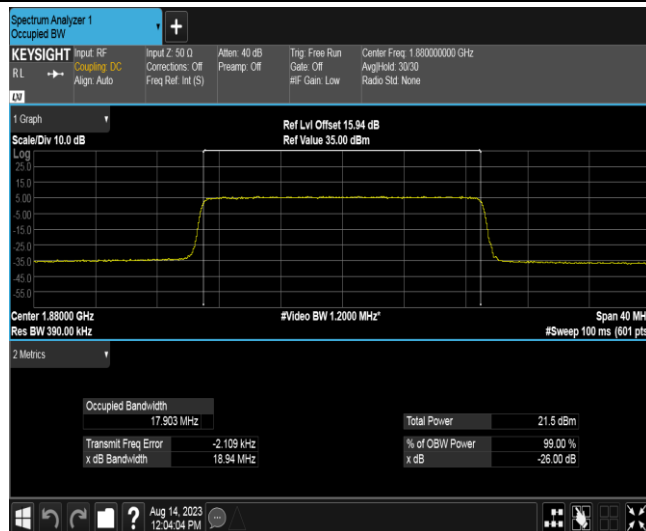 Spectrum Analyzer 1
Occupied BW
+
KEYSIGHT Input: RF Input Z: 50 Ω Atten: 40 dB Trig: Free Run Center Freq: 1.880000000 GHz
RL Coupling: DC Corrections: Off Preamp: Off Gate: Off Avg|Hold: 30/30
Align: Auto Freq Ref: Int (S) #IF Gain: Low Radio Std: None
LXI
1 Graph
Ref Lvl Offset 15.94 dB
Scale/Div 10.0 dB Ref Value 35.00 dBm
Log
25.0
15.0
5.00
-5.00
-15.0
-25.0
-35.0
-45.0
-55.0
Center 1.88000 GHz #Video BW 1.2000 MHz* Span 40 MH
Res BW 390.00 kHz #Sweep 100 ms (601 pts
2 Metrics
Occupied Bandwidth
17.903 MHz Total Power 21.5 dBm
Transmit Freq Error -2.109 kHz % of OBW Power 99.00 %
x dB Bandwidth 18.94 MHz x dB -26.00 dB
? Aug 14, 2023
12:04:04 PM